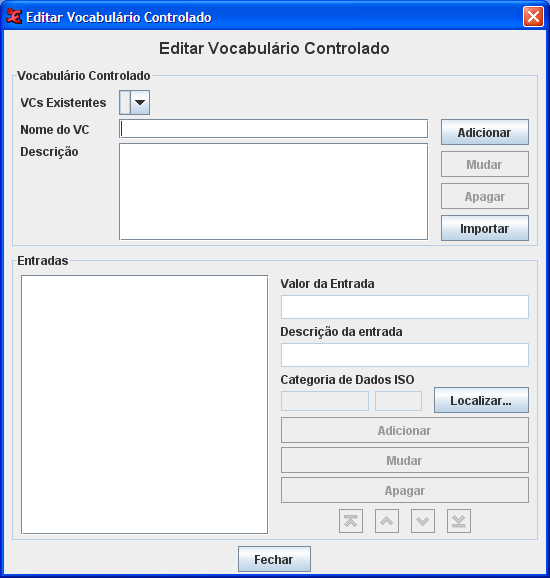 Editar Vocabulário Controlado
Editar Vocabulário Controlado
Vocabulário Controlado
VCs Existentes
Nome do VC
Adicionar
Descrição
Mudar
Apagar
Importar
Entradas
Valor da Entrada
Descrição da entrada
Categoria de Dados ISO
Localizar...
Adicionar
Mudar
Apagar
Fechar